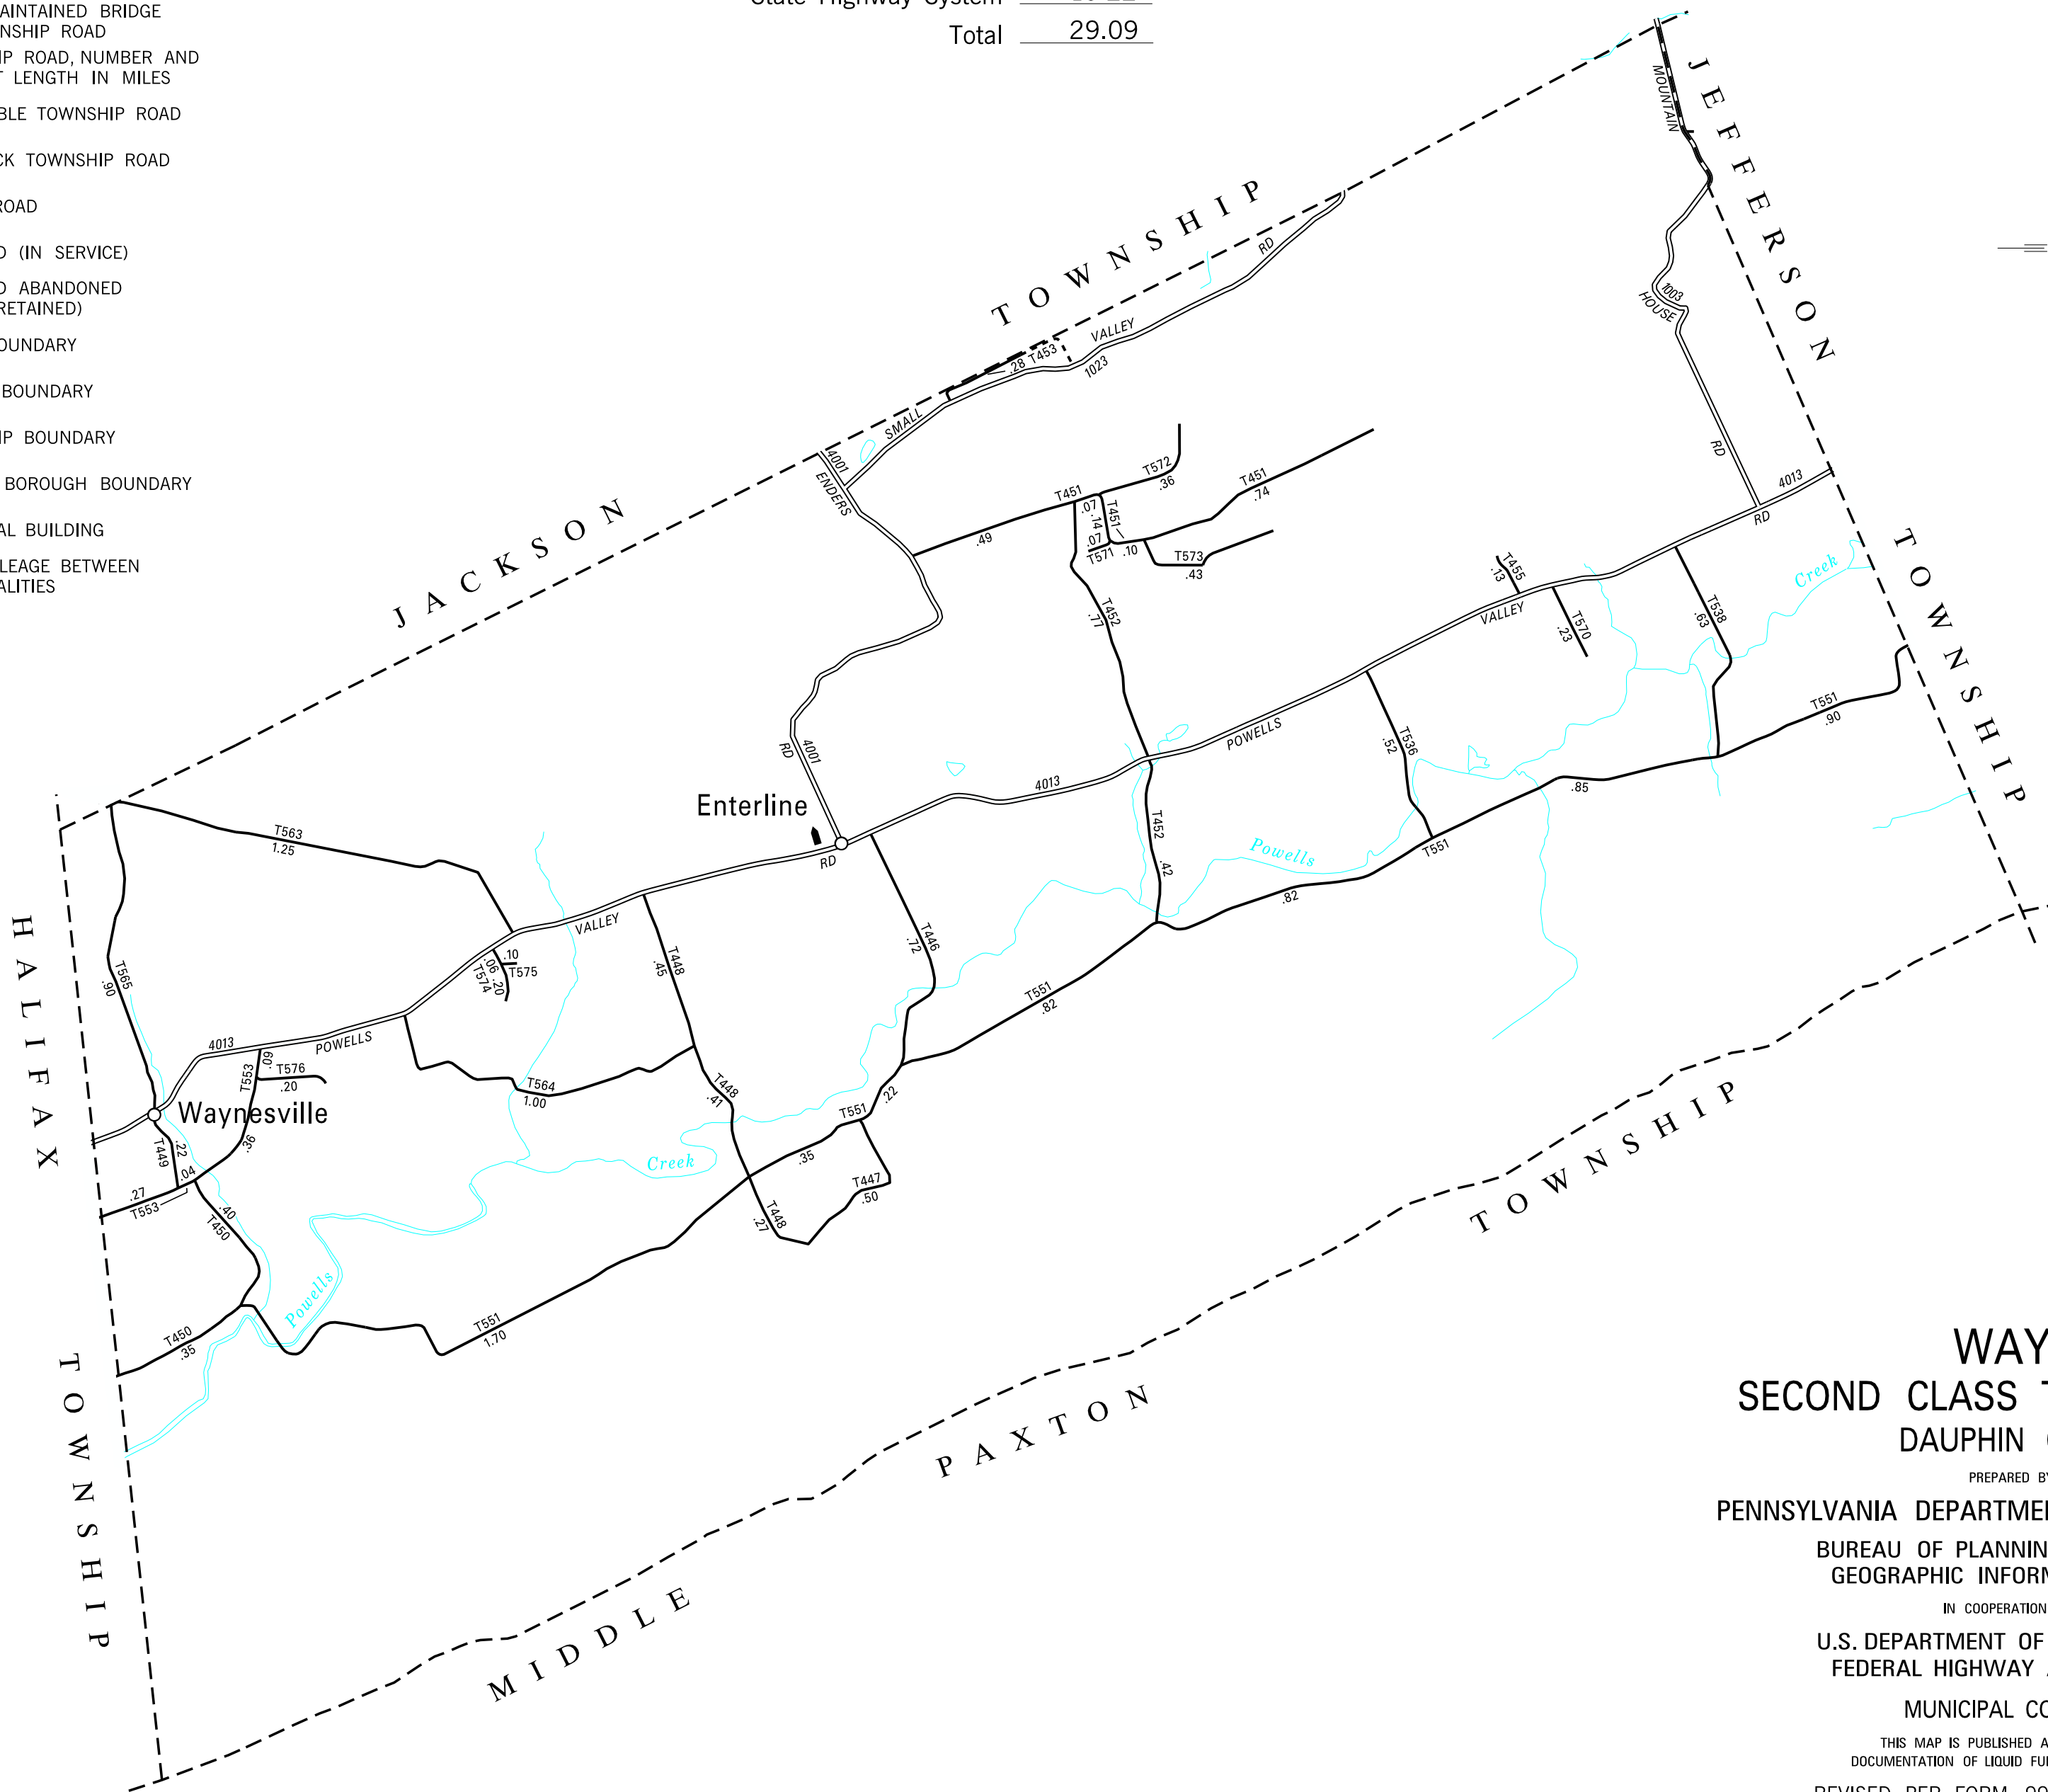 AINTAINED BRIDGE
NSHIP ROAD
IP ROAD, NUMBER AND
T LENGTH IN MILES
BLE TOWNSHIP ROAD
CK TOWNSHIP ROAD
ROAD
D (IN SERVICE)
D ABANDONED
RETAINED)
OUNDARY
BOUNDARY
IP BOUNDARY
BOROUGH BOUNDARY
AL BUILDING
LEAGE BETWEEN
ALITIES
State Highway System
Total 29.09
JEFFERSON
TOWNSHIP
MOUNTAIN
HOUSE
1003
RD
4013
RD
JACKSON
TOWNSHIP
RD
VALLEY
1023
T453
.28
SMALL
4001
ENDERS
T572
.36
T451
.49
.07
.14
T451
.07
T571
.10
T451
.74
T573
.43
T452
.77
T455
.13
VALLEY
T570
.23
T538
.63
Creek
T551
.90
POWELLS
T536
.52
.85
RD
4001
4013
Enterline
RD
T452
.42
Powells
T551
.82
T563
1.25
VALLEY
T446
.72
T448
.45
.10
T575
.06
.20
T574
T551
.82
T565
.90
4013
POWELLS
.09
T553
T576
.20
T564
1.00
T448
.41
T551
.22
Waynesville
T449
.22
.36
.04
.27
T553
.40
T450
Creek
.35
T447
.50
T448
.27
Powells
T450
.35
T551
1.70
HALIFAX
TOWNSHIP
MIDDLE
PAXTON
TOWNSHIP
WAY
SECOND CLASS T
DAUPHIN
PREPARED BY
PENNSYLVANIA DEPARTME
BUREAU OF PLANNIN
GEOGRAPHIC INFORM
IN COOPERATION
U.S. DEPARTMENT OF
FEDERAL HIGHWAY
MUNICIPAL CO
THIS MAP IS PUBLISHED A
DOCUMENTATION OF LIQUID FU
REVISED PER FORM